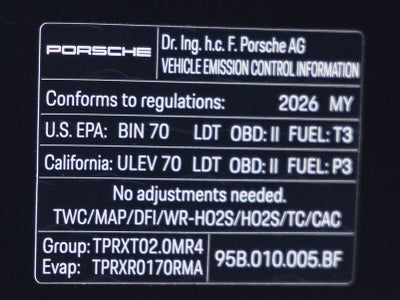 PORSCHE
Dr. Ing. h.c. F. Porsche AG
VEHICLE EMISSION CONTROL INFORMATION
Conforms to regulations: 2026 MY
U.S. EPA: BIN 70 LDT OBD: II FUEL: T3
California: ULEV 70 LDT OBD: II FUEL: P3
No adjustments needed.
TWC/MAP/DFI/WR-HO2S/HO2S/TC/CAC
Group: TPRXT02.0MR4
Evap: TPRXR0170RMA
95B.010.005.BF